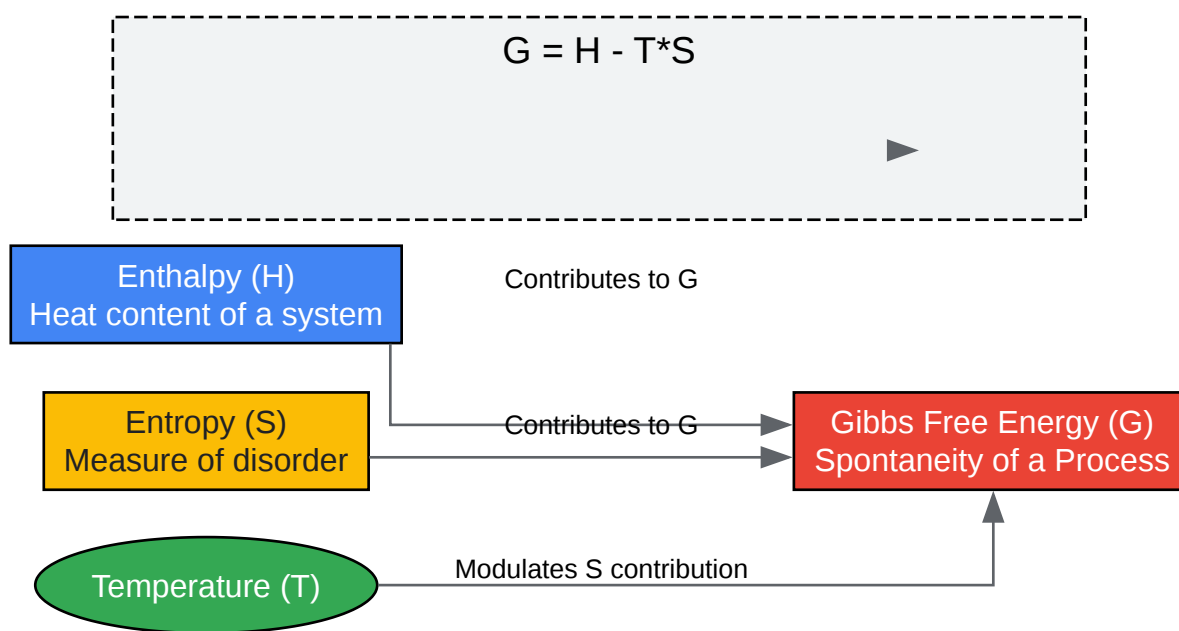 G = H - T*S
Enthalpy (H)
Heat content of a system
Contributes to G
Entropy (S)
Measure of disorder
Contributes to G
Gibbs Free Energy (G)
Spontaneity of a Process
Temperature (T)
Modulates S contribution